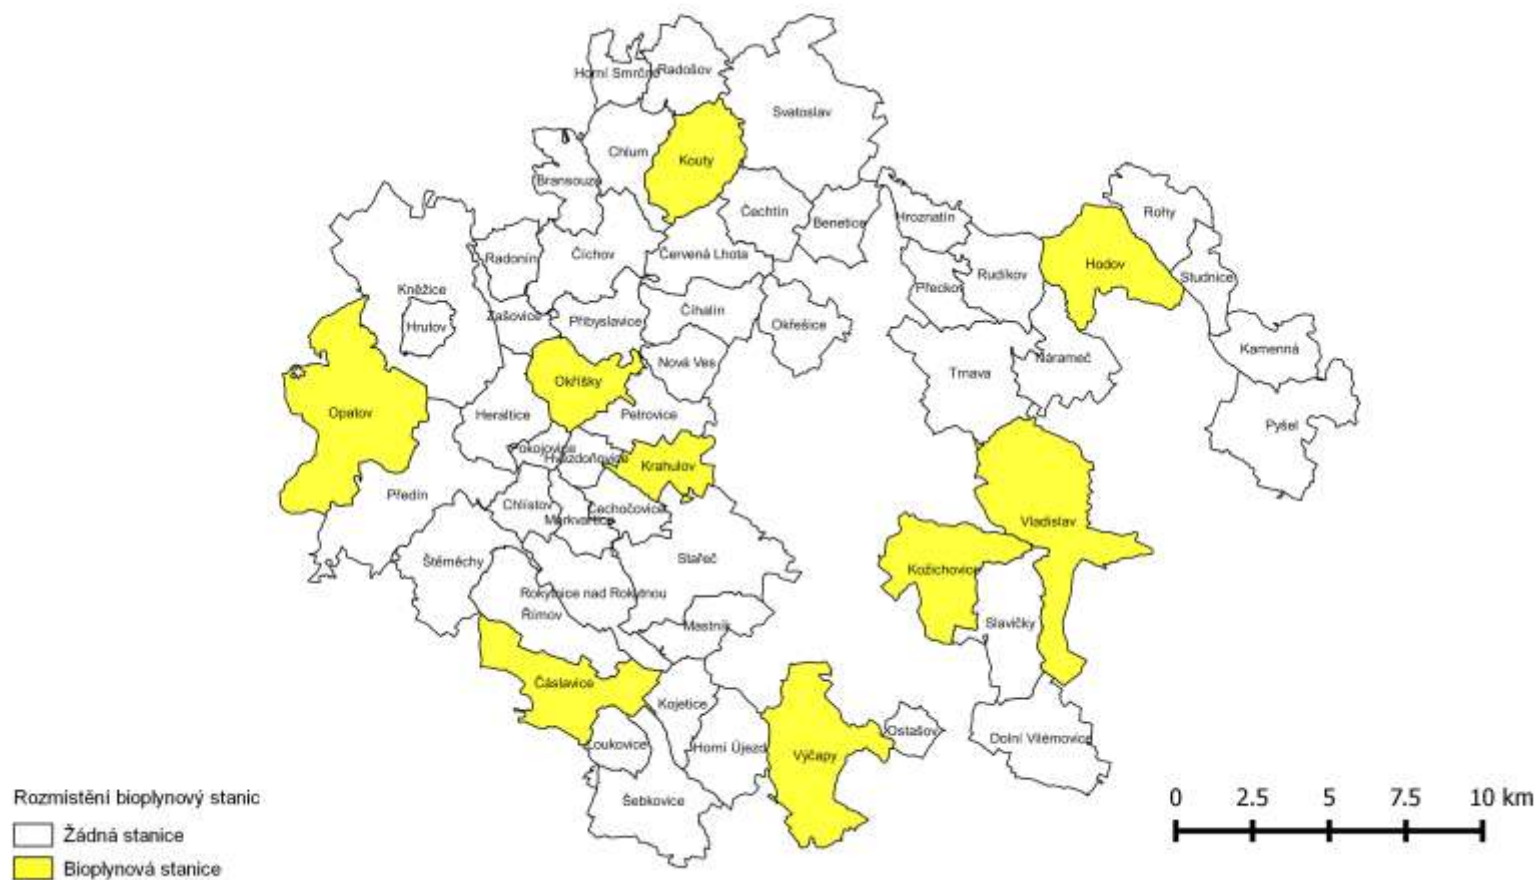 Horní Smrčné
Radošov
Svatoslav
Chlum
Kouty
Bransouze
Čechtín
Benetice
Hroznatín
Rohy
Radonín
Číchov
Červená Lhota
Hodov
Rudíkov
Studnice
Kněžice
Přeckov
Hrutov
Zašovice
Přibyslavice
Číhalín
Okřešice
Kamenná
Nárameč
Nová Ves
Trnava
Okříšky
Opatov
Heraltice
Petrovice
Pyšel
Pokojovice
Hvězdoňovice
Krahulov
Předín
Chlístov
Markvartice
Cechočovice
Vladislav
Štěměchy
Stařeč
Kožichovice
Rokytnice nad Rokytnou
Římov
Mastník
Slavičky
Čáslavice
Kojetice
Loukovice
Horní Újezd
Výčapy
Ostašov
Dolní Vilémovice
Šebkovice
Rozmístění bioplynový stanic
Žádná stanice
Bioplynová stanice
0 2.5 5 7.5 10 km